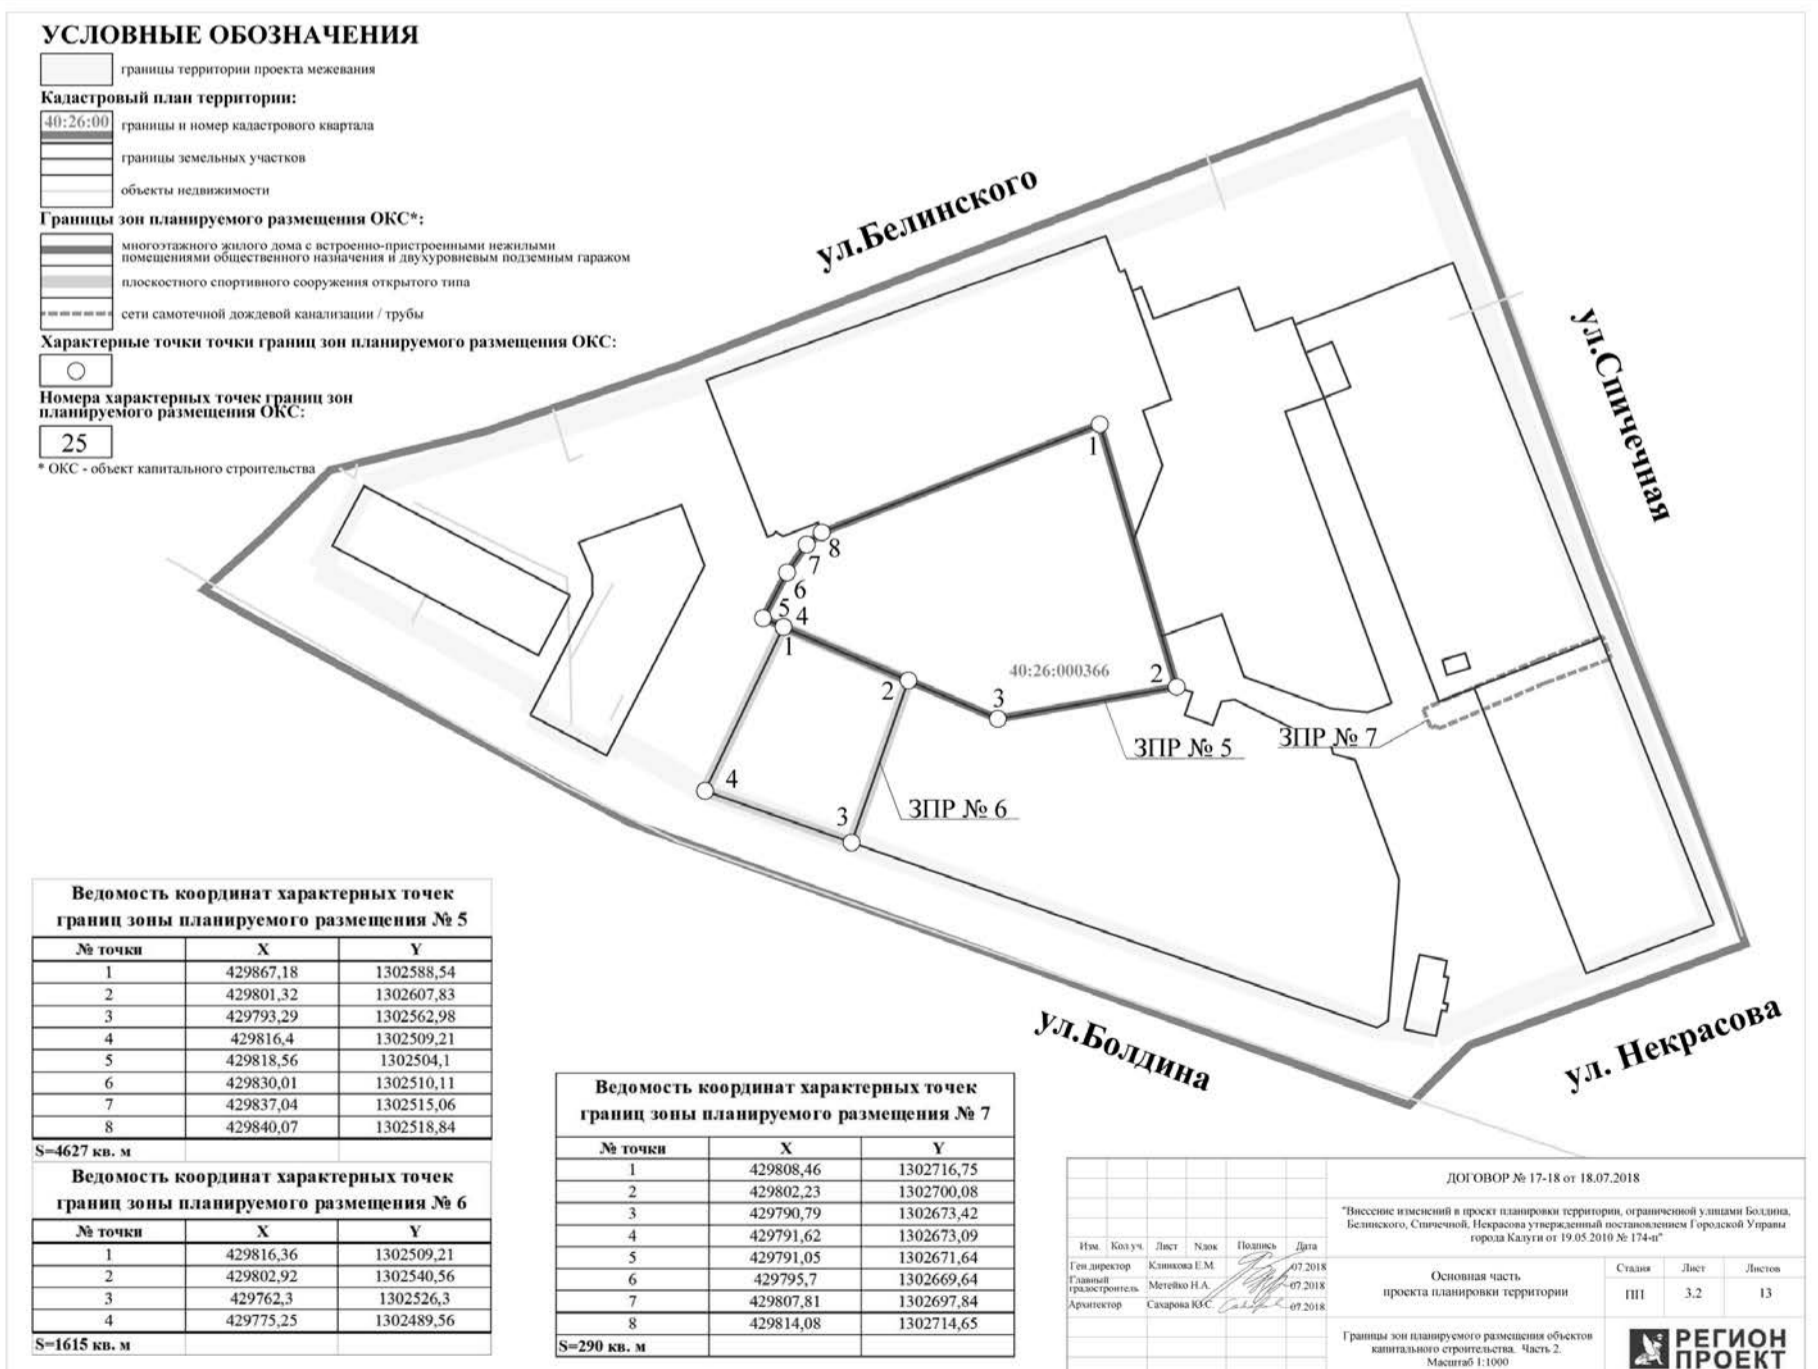 УСЛОВНЫЕ ОБОЗНАЧЕНИЯ
границы территории проекта межевания
Кадастровый план территории:
40:26:00 границы и номер кадастрового квартала
границы земельных участков
объекты недвижимости
Границы зон планируемого размещения ОКС*:
многоэтажного жилого дома с встроенно-пристроенными нежилыми
помещениями общественного назначения и двухуровневым подземным гаражом
плоскостного спортивного сооружения открытого типа
сети самотечной дождевой канализации / трубы
Характерные точки точки границ зон планируемого размещения ОКС:
Номера характерных точек границ зон
планируемого размещения ОКС:
25
* ОКС - объект капитального строительства
ул.Белинского
ул.Спичечная
1
8
7
6
5 4
1
2
40:26:000366
2
3
ЗПР № 5
ЗПР № 7
4
3
ЗПР № 6
ул.Болдина
ул. Некрасова
Ведомость координат характерных точек
границ зоны планируемого размещения № 5
№ точки X Y
1 429867,18 1302588,54
2 429801,32 1302607,83
3 429793,29 1302562,98
4 429816,4 1302509,21
5 429818,56 1302504,1
6 429830,01 1302510,11
7 429837,04 1302515,06
8 429840,07 1302518,84
S=4627 кв. м
Ведомость координат характерных точек
границ зоны планируемого размещения № 6
№ точки X Y
1 429816,36 1302509,21
2 429802,92 1302540,56
3 429762,3 1302526,3
4 429775,25 1302489,56
S=1615 кв. м
Ведомость координат характерных точек
границ зоны планируемого размещения № 7
№ точки X Y
1 429808,46 1302716,75
2 429802,23 1302700,08
3 429790,79 1302673,42
4 429791,62 1302673,09
5 429791,05 1302671,64
6 429795,7 1302669,64
7 429807,81 1302697,84
8 429814,08 1302714,65
S=290 кв. м
ДОГОВОР № 17-18 от 18.07.2018
"Внесение изменений в проект планировки территории, ограниченной улицами Болдина,
Белинского, Спичечной, Некрасова утвержденный постановлением Городской Управы
города Калуги от 19.05.2010 № 174-п"
Изм. Кол.уч. Лист №док Подпись Дата
Ген.директор Климкова Е.М. 07.2018
Главный
градостроитель Метейко Н.А. 07.2018
Архитектор Сахарова Ю.С. 07.2018
Основная часть
проекта планировки территории
Стадия Лист Листов
ПП 3.2 13
Границы зон планируемого размещения объектов
капитального строительства. Часть 2.
Масштаб 1:1000
РЕГИОН
ПРОЕКТ